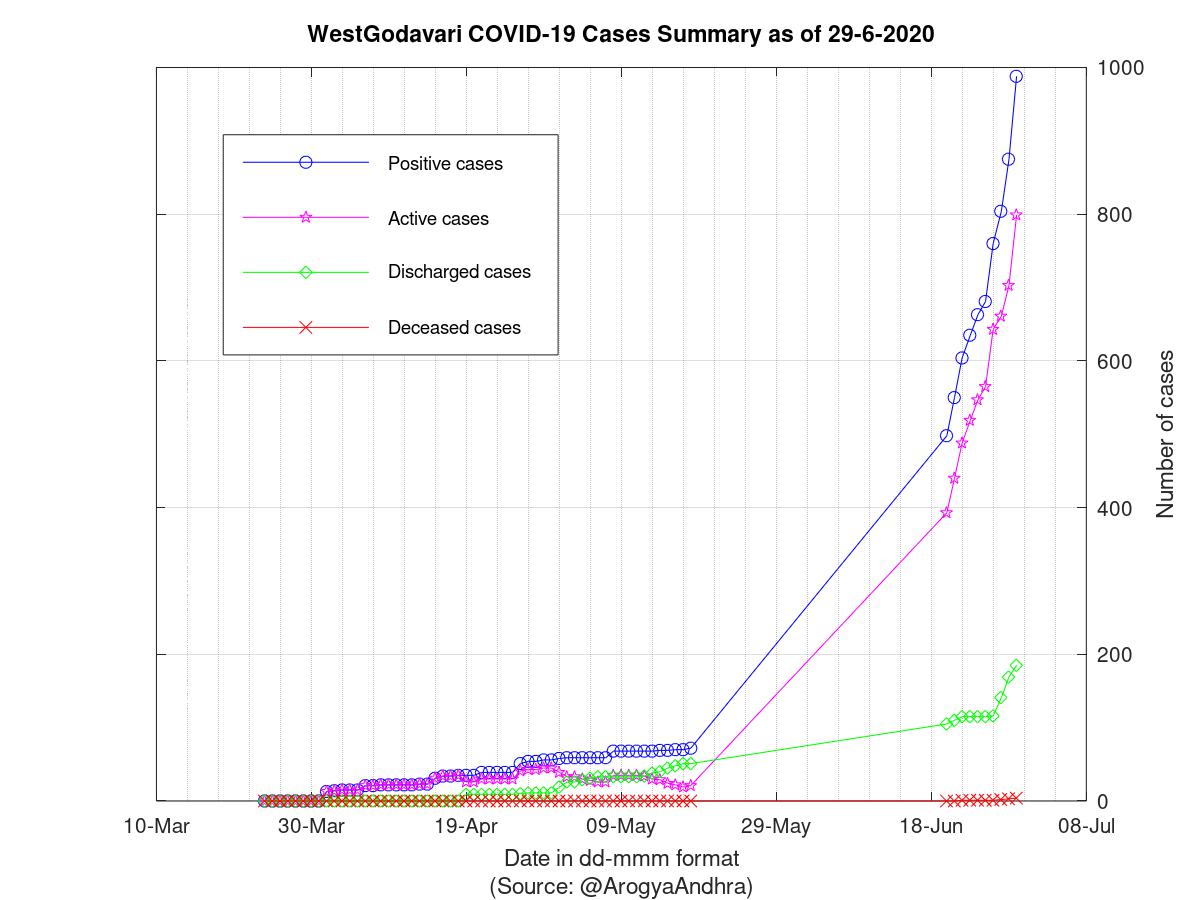 WestGodavari COVID-19 Cases Summary as of 29-6-2020
Positive cases
Active cases
Discharged cases
Deceased cases
1000
800
600
400
200
0
Number of cases
10-Mar 30-Mar 19-Apr 09-May 29-May 18-Jun 08-Jul
Date in dd-mmm format
(Source: @ArogyaAndhra)